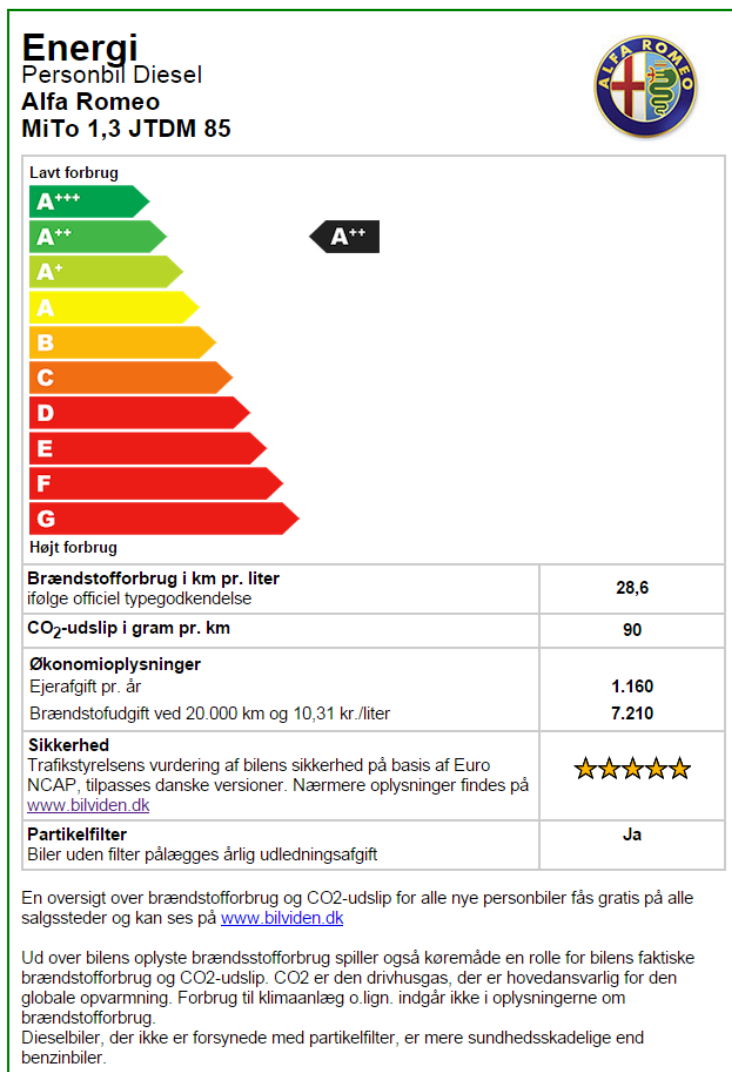 Energi
Personbil Diesel
Alfa Romeo
MiTo 1,3 JTDM 85
ALFA ROMEO
Lavt forbrug
A+++
A++
A++
A+
A
B
C
D
E
F
G
Højt forbrug
Brændstofforbrug i km pr. liter
ifølge officiel typegodkendelse
28,6
CO2-udslip i gram pr. km
90
Økonomioplysninger
Ejerafgift pr. år
1.160
Brændstofudgift ved 20.000 km og 10,31 kr./liter
7.210
Sikkerhed
Trafikstyrelsens vurdering af bilens sikkerhed på basis af Euro
NCAP, tilpasses danske versioner. Nærmere oplysninger findes på
www.bilviden.dk
Partikelfilter
Ja
Biler uden filter pålægges årlig udledningsafgift
En oversigt over brændstofforbrug og CO2-udslip for alle nye personbiler fås gratis på alle
salgssteder og kan ses på www.bilviden.dk
Ud over bilens oplyste brændsstofforbrug spiller også køremåde en rolle for bilens faktiske
brændstofforbrug og CO2-udslip. CO2 er den drivhusgas, der er hovedansvarlig for den
globale opvarmning. Forbrug til klimaanlæg o.lign. indgår ikke i oplysningerne om
brændstofforbrug.
Dieselbiler, der ikke er forsynede med partikelfilter, er mere sundhedsskadelige end
benzinbiler.